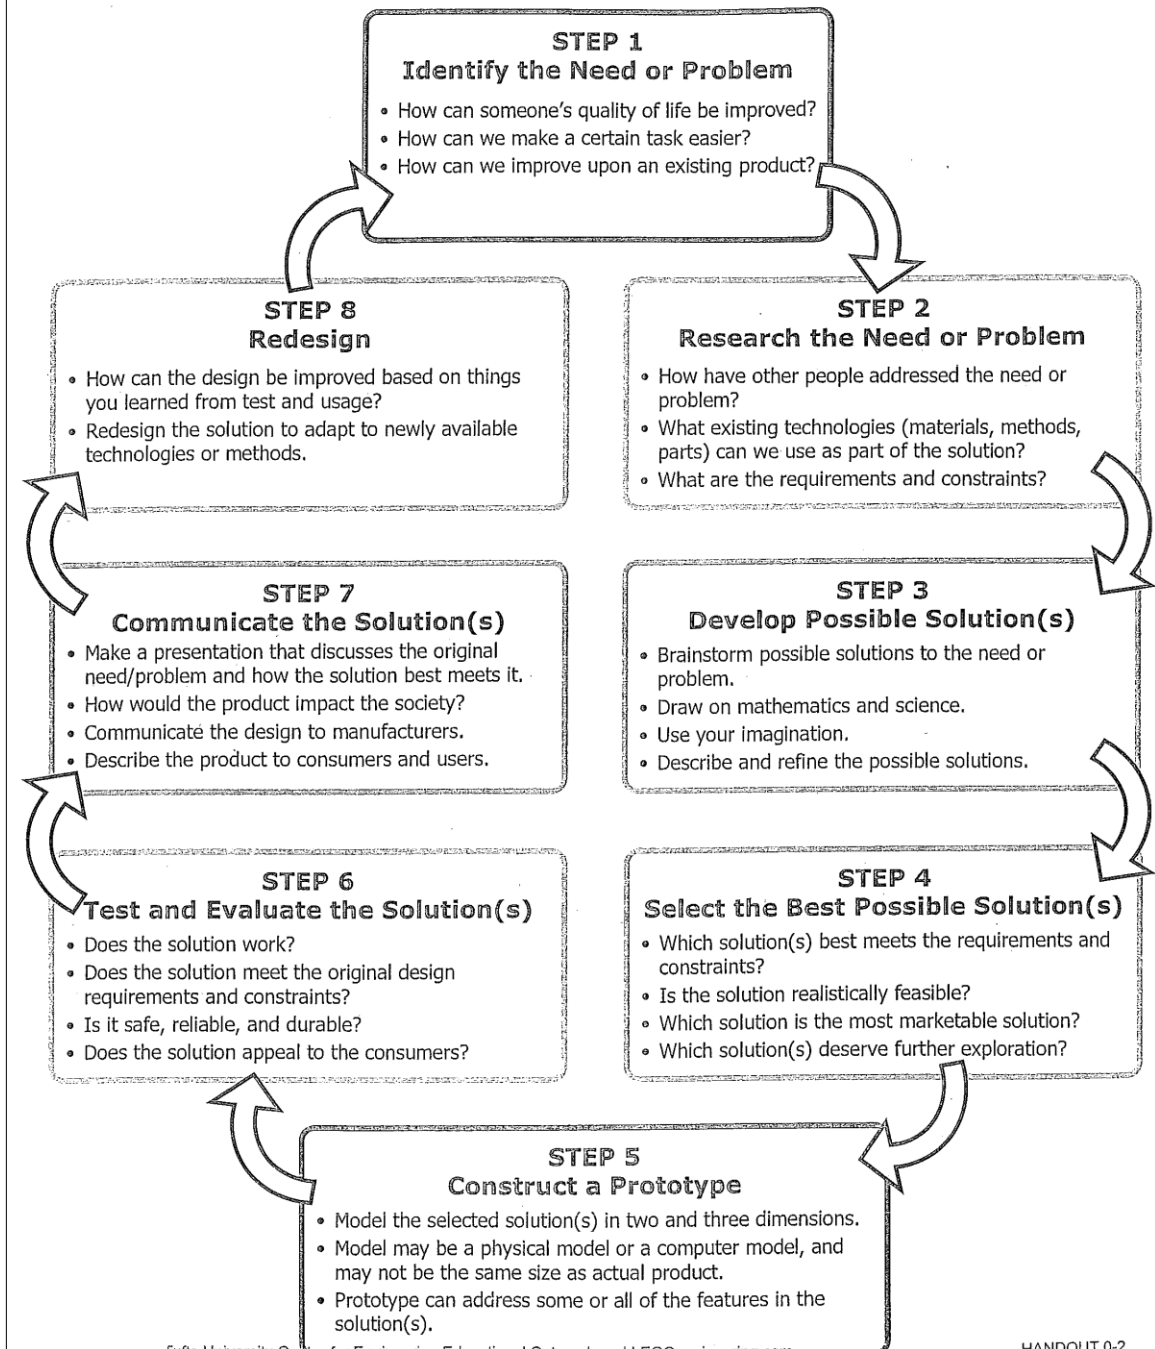 STEP 1
Identify the Need or Problem
• How can someone's quality of life be improved?
• How can we make a certain task easier?
• How can we improve upon an existing product?
STEP 2
Research the Need or Problem
• How have other people addressed the need or
problem?
• What existing technologies (materials, methods,
parts) can we use as part of the solution?
• What are the requirements and constraints?
STEP 3
Develop Possible Solution(s)
• Brainstorm possible solutions to the need or
problem.
• Draw on mathematics and science.
• Use your imagination.
• Describe and refine the possible solutions.
STEP 4
Select the Best Possible Solution(s)
• Which solution(s) best meets the requirements and
constraints?
• Is the solution realistically feasible?
• Which solution is the most marketable solution?
• Which solution(s) deserve further exploration?
STEP 5
Construct a Prototype
• Model the selected solution(s) in two and three dimensions.
• Model may be a physical model or a computer model, and
may not be the same size as actual product.
• Prototype can address some or all of the features in the
solution(s).
STEP 6
Test and Evaluate the Solution(s)
• Does the solution work?
• Does the solution meet the original design
requirements and constraints?
• Is it safe, reliable, and durable?
• Does the solution appeal to the consumers?
STEP 7
Communicate the Solution(s)
• Make a presentation that discusses the original
need/problem and how the solution best meets it.
• How would the product impact the society?
• Communicate the design to manufacturers.
• Describe the product to consumers and users.
STEP 8
Redesign
• How can the design be improved based on things
you learned from test and usage?
• Redesign the solution to adapt to newly available
technologies or methods.
HANDOUT 0-2